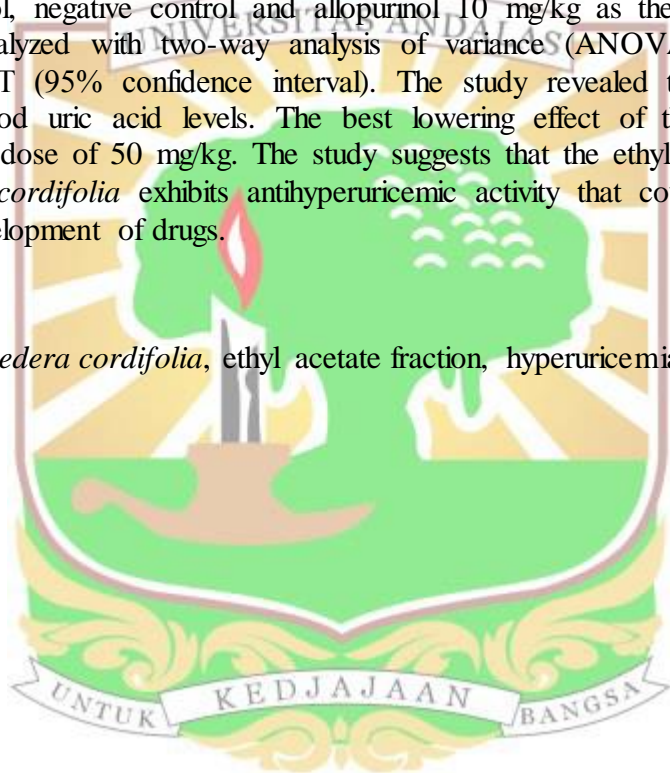 ol, negative control and allopurinol 10 mg/kg as the
UNIVERSITAS ANDALAS
alyzed with two-way analysis of variance (ANOVA
T (95% confidence interval). The study revealed t
od uric acid levels. The best lowering effect of t
dose of 50 mg/kg. The study suggests that the ethyl
cordifolia exhibits antihyperuricemic activity that co
elopment of drugs.
edera cordifolia, ethyl acetate fraction, hyperuricemia
UNTUK KEDJAJAAN BANGSA